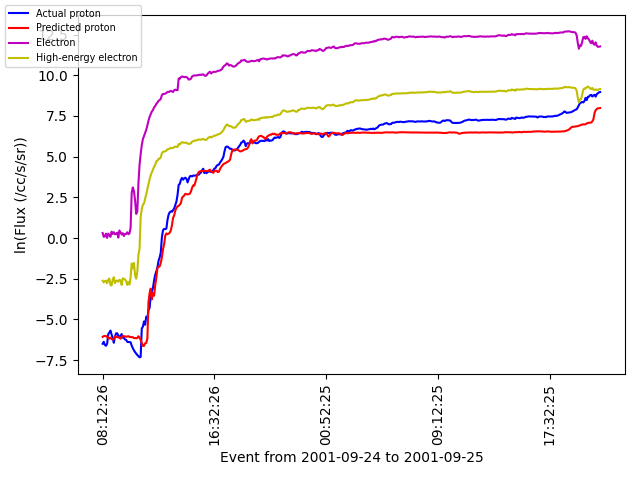 Actual proton
Predicted proton
Electron
High-energy electron
12.5
10.0
7.5
5.0
2.5
0.0
−2.5
−5.0
−7.5
ln(Flux (/cc/s/sr))
08:12:26
16:32:26
00:52:25
09:12:25
17:32:25
Event from 2001-09-24 to 2001-09-25